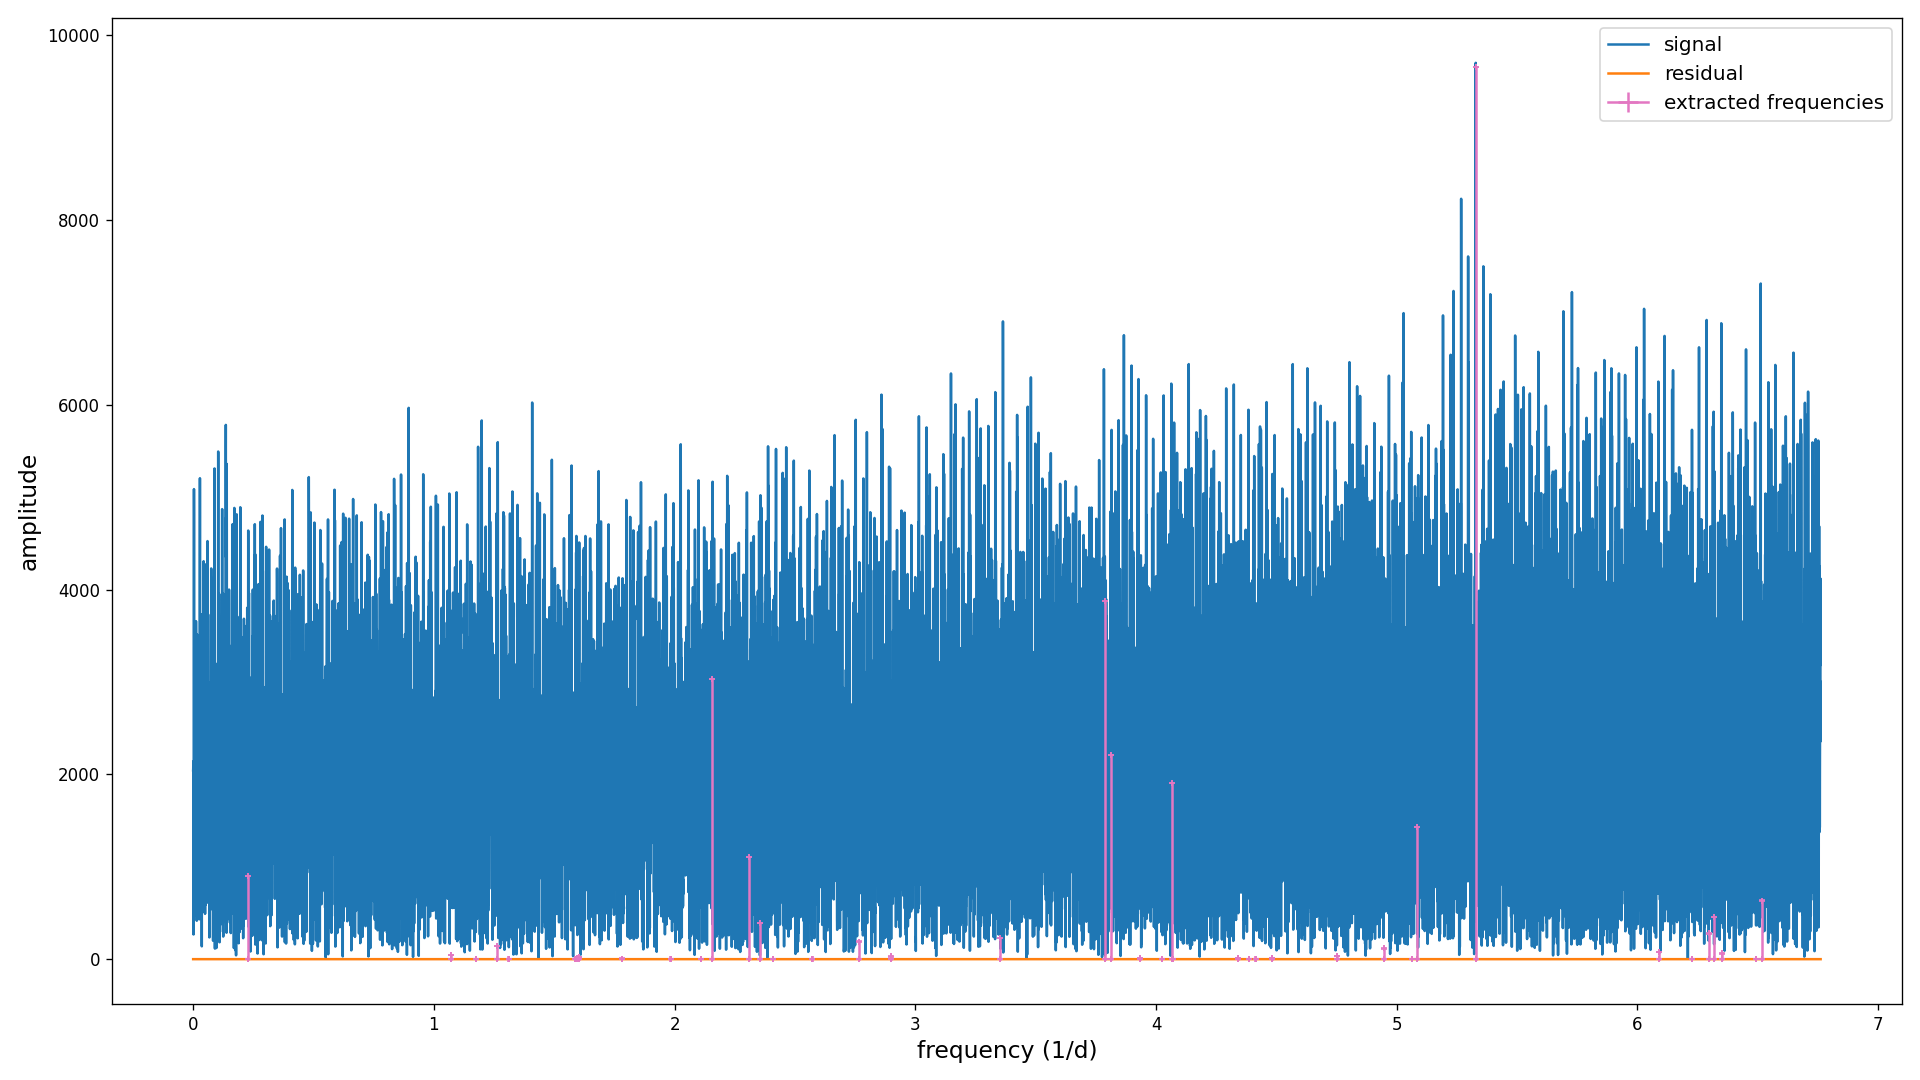 10000
8000
6000
4000
2000
0
amplitude
signal
residual
extracted frequencies
0 1 2 3 4 5 6 7
frequency (1/d)